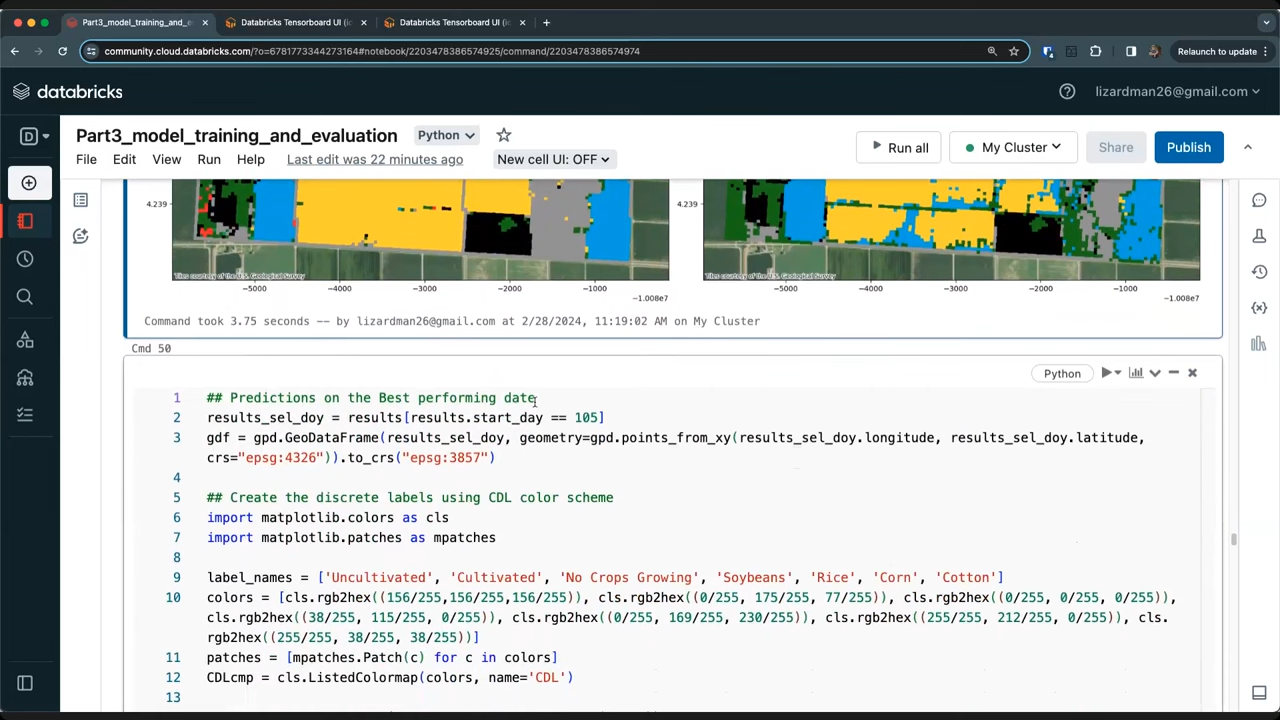 Part3_model_training_and_e
Databricks Tensorboard UI (i
Databricks Tensorboard UI (i
community.cloud.databricks.com/?o=6781773344273164#notebook/2203478386574925/command/2203478386574974
Relaunch to update
databricks
lizardman26@gmail.com
D
Part3_model_training_and_evaluation
Python
File Edit View Run Help
Last edit was 22 minutes ago
New cell UI: OFF
Run all
My Cluster
Share
Publish
4.239
4.239
Tiles courtesy of the U.S. Geological Survey
Tiles courtesy of the U.S. Geological Survey
-5000 -4000 -3000 -2000 -1000
-5000 -4000 -3000 -2000 -1000
-1.008e7
-1.008e7
Command took 3.75 seconds -- by lizardman26@gmail.com at 2/28/2024, 11:19:02 AM on My Cluster
Cmd 50
Python
1 ## Predictions on the Best performing date
2 results_sel_doy = results[results.start_day == 105]
3 gdf = gpd.GeoDataFrame(results_sel_doy, geometry=gpd.points_from_xy(results_sel_doy.longitude, results_sel_doy.latitude,
crs="epsg:4326")).to_crs("epsg:3857")
4
5 ## Create the discrete labels using CDL color scheme
6 import matplotlib.colors as cls
7 import matplotlib.patches as mpatches
8
9 label_names = ['Uncultivated', 'Cultivated', 'No Crops Growing', 'Soybeans', 'Rice', 'Corn', 'Cotton']
10 colors = [cls.rgb2hex((156/255,156/255,156/255)), cls.rgb2hex((0/255, 175/255, 77/255)), cls.rgb2hex((0/255, 0/255, 0/255)),
cls.rgb2hex((38/255, 115/255, 0/255)), cls.rgb2hex((0/255, 169/255, 230/255)), cls.rgb2hex((255/255, 212/255, 0/255)), cls.
rgb2hex((255/255, 38/255, 38/255))]
11 patches = [mpatches.Patch(c) for c in colors]
12 CDLcmp = cls.ListedColormap(colors, name='CDL')
13